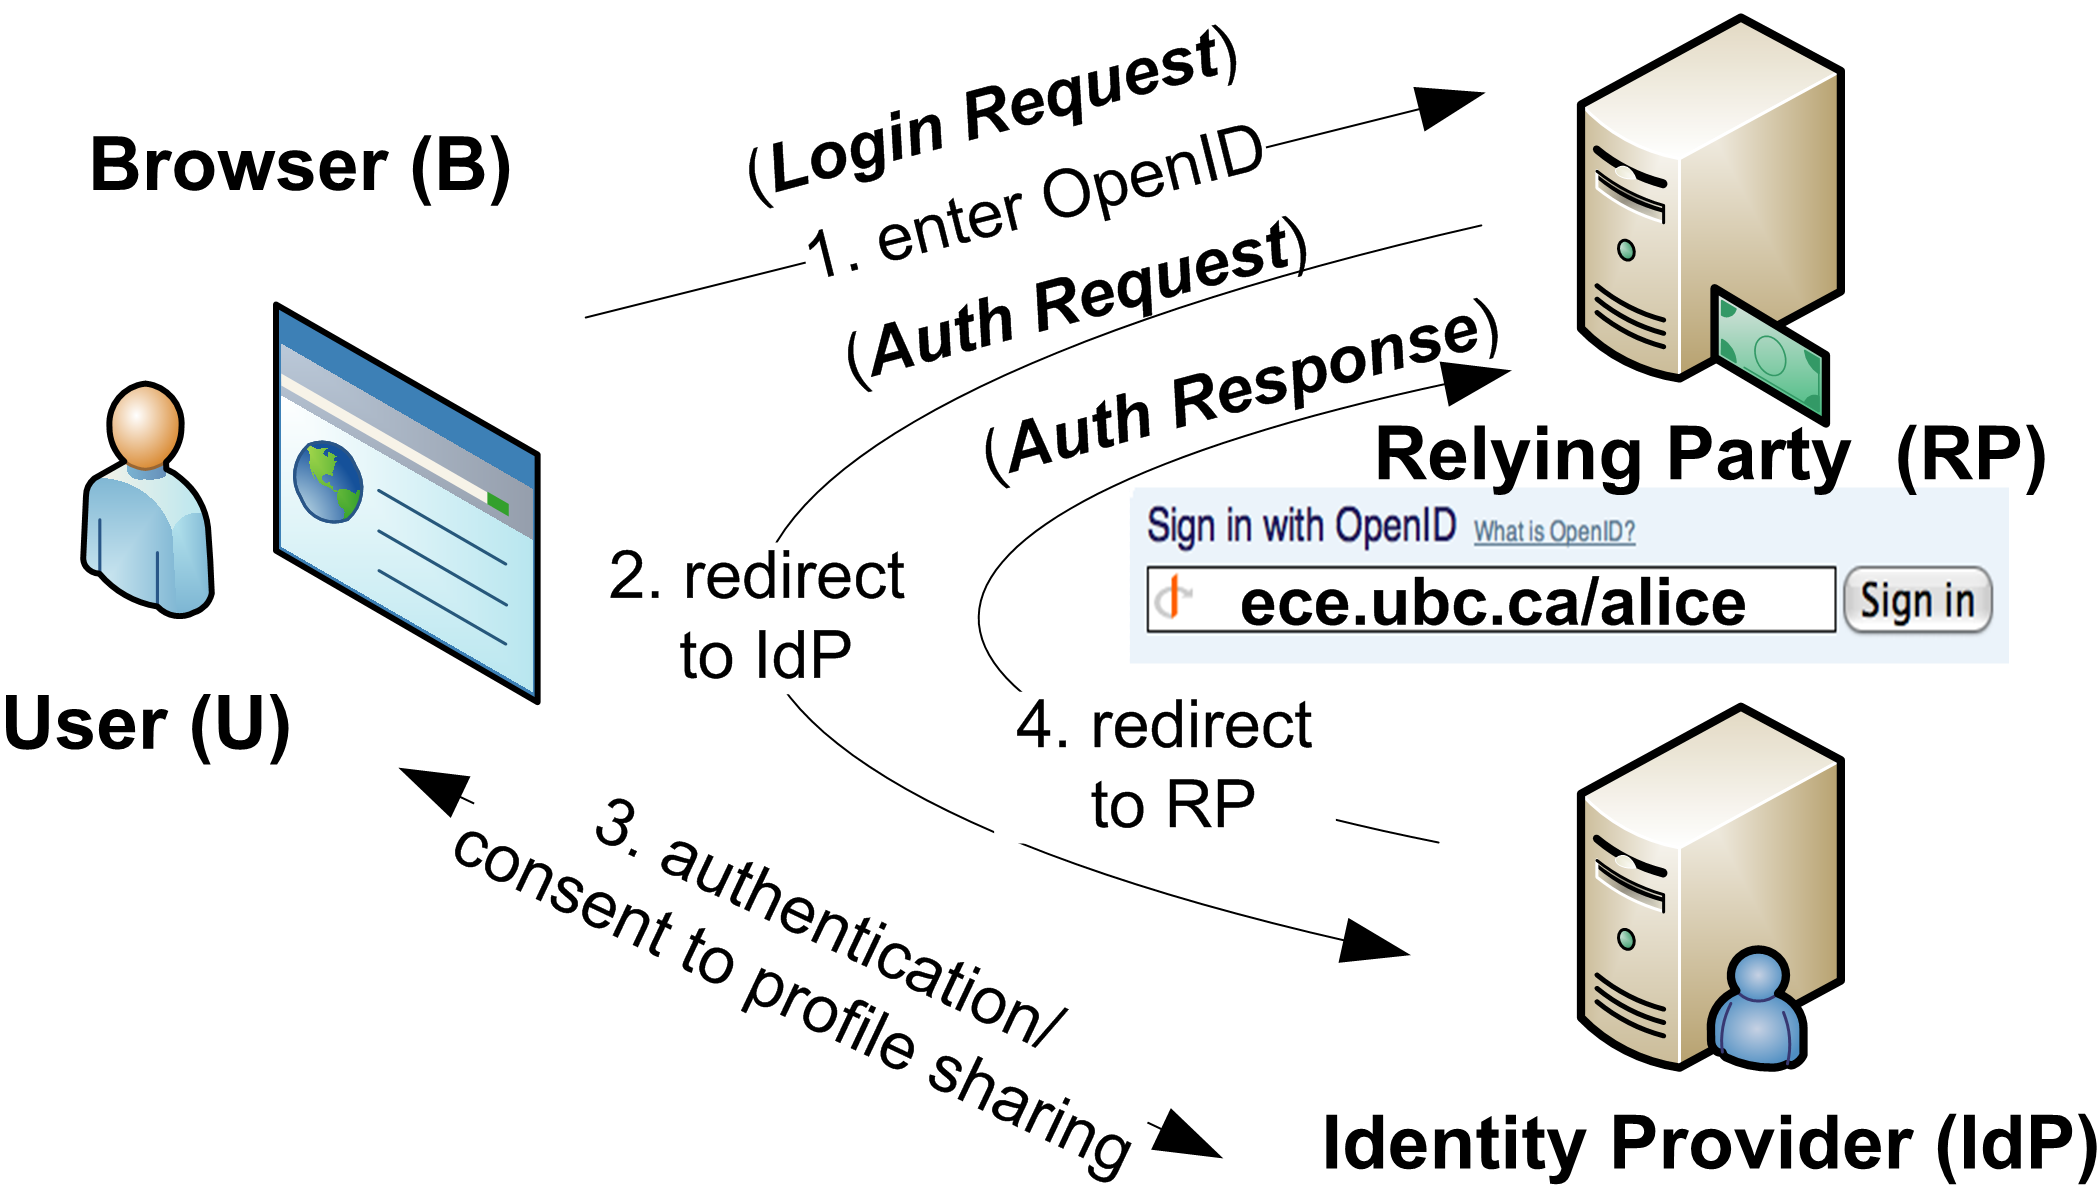 Browser (B)
(Login Request)
1. enter OpenID
(Auth Request)
(Auth Response)
Relying Party (RP)
Sign in with OpenID What is OpenID?
ece.ubc.ca/alice Sign in
2. redirect
to IdP
User (U)
4. redirect
to RP
3. authentication/
consent to profile sharing
Identity Provider (IdP)